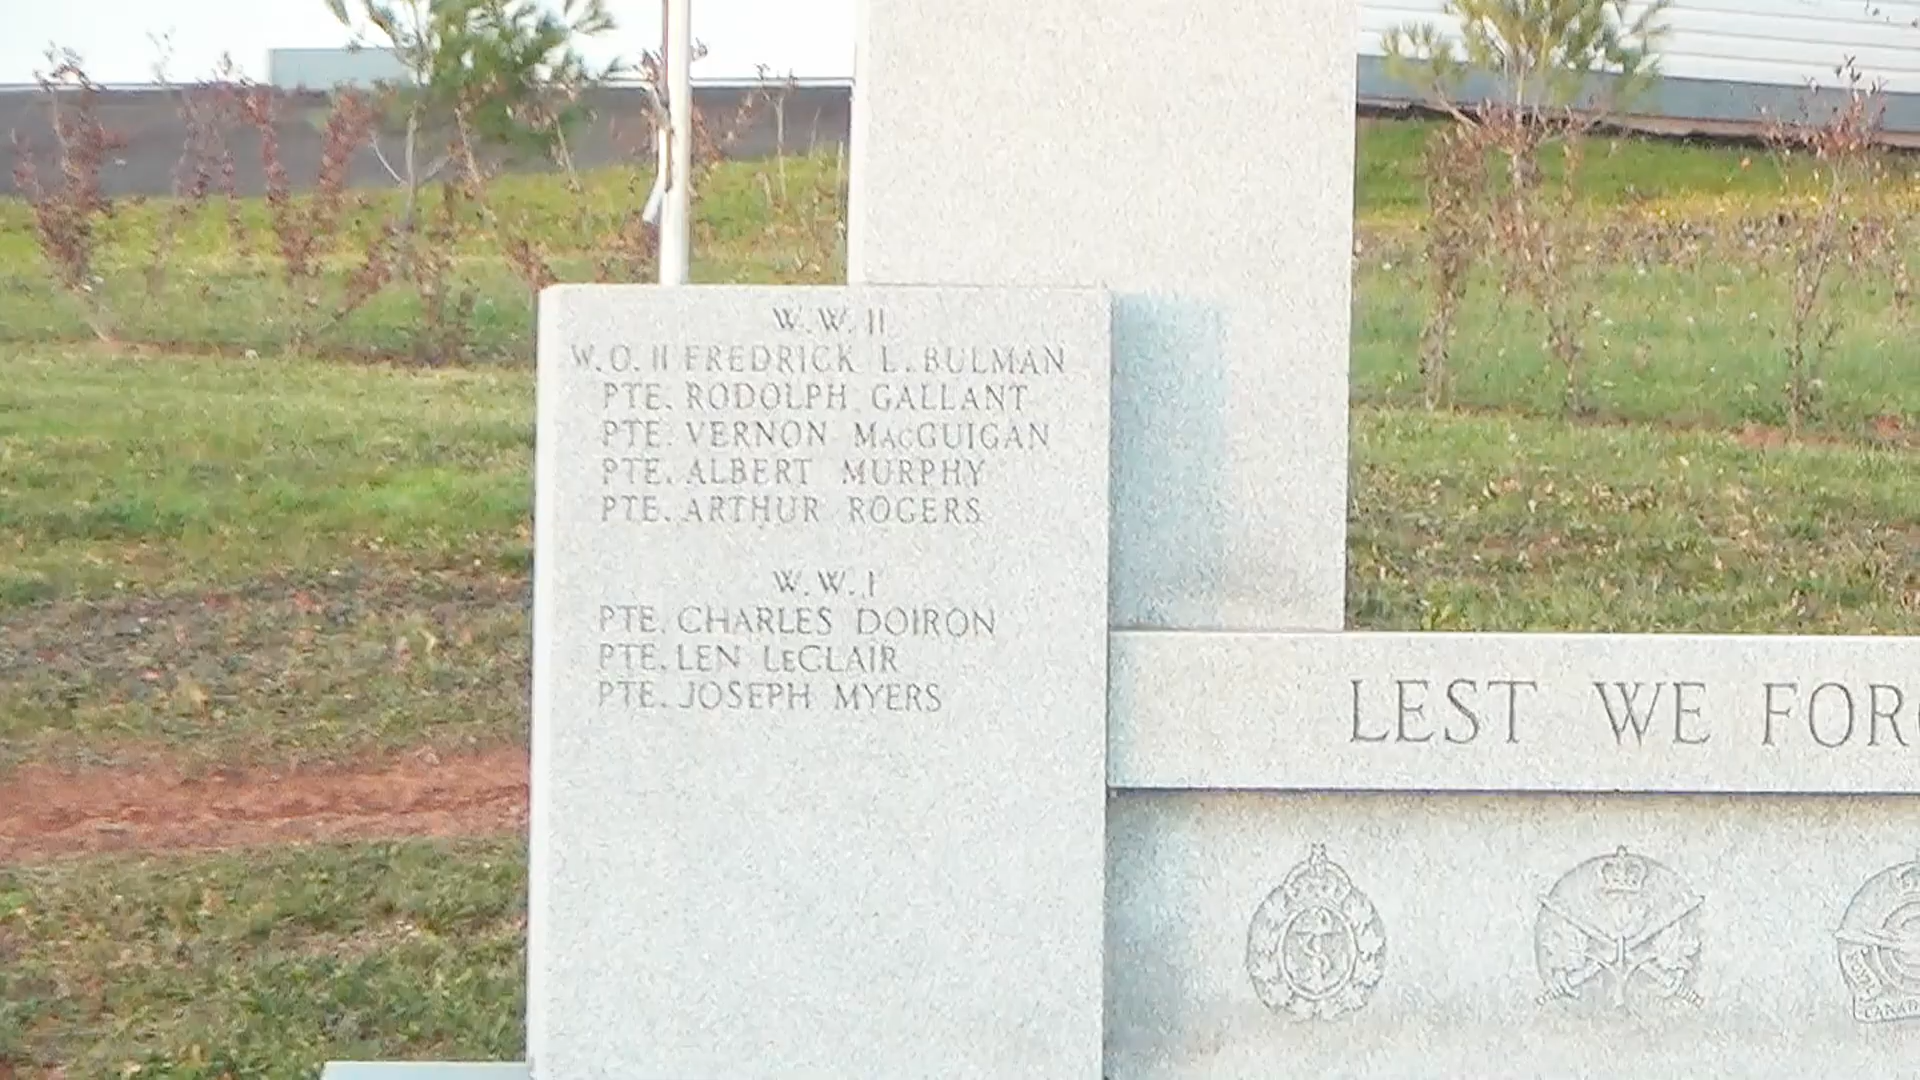 W.W. II
W.O. II FREDRICK L. BULMAN
PTE. RODOLPH GALLANT
PTE. VERNON MacGUIGAN
PTE. ALBERT MURPHY
PTE. ARTHUR ROGERS
W.W. I
PTE. CHARLES DOIRON
PTE. LEN LeCLAIR
PTE. JOSEPH MYERS
LEST WE FOR